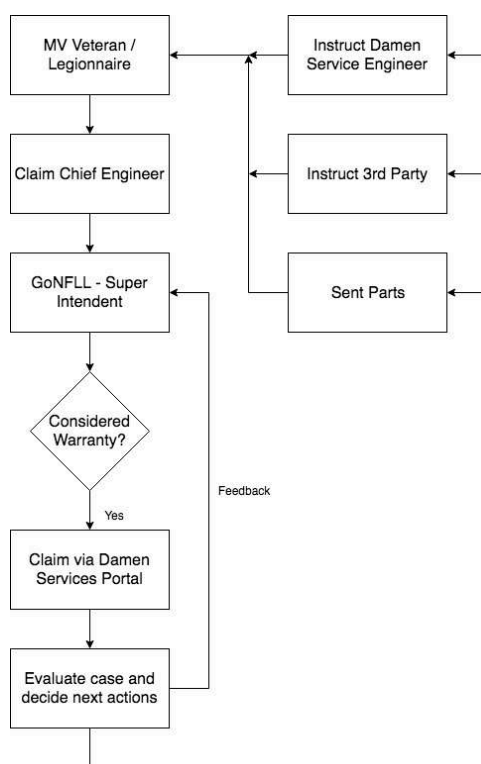 MV Veteran /
Legionnaire
Instruct Damen
Service Engineer
Claim Chief Engineer
Instruct 3rd Party
GoNFLL - Super
Intendent
Sent Parts
Considered
Warranty?
Feedback
Yes
Claim via Damen
Services Portal
Evaluate case and
decide next actions